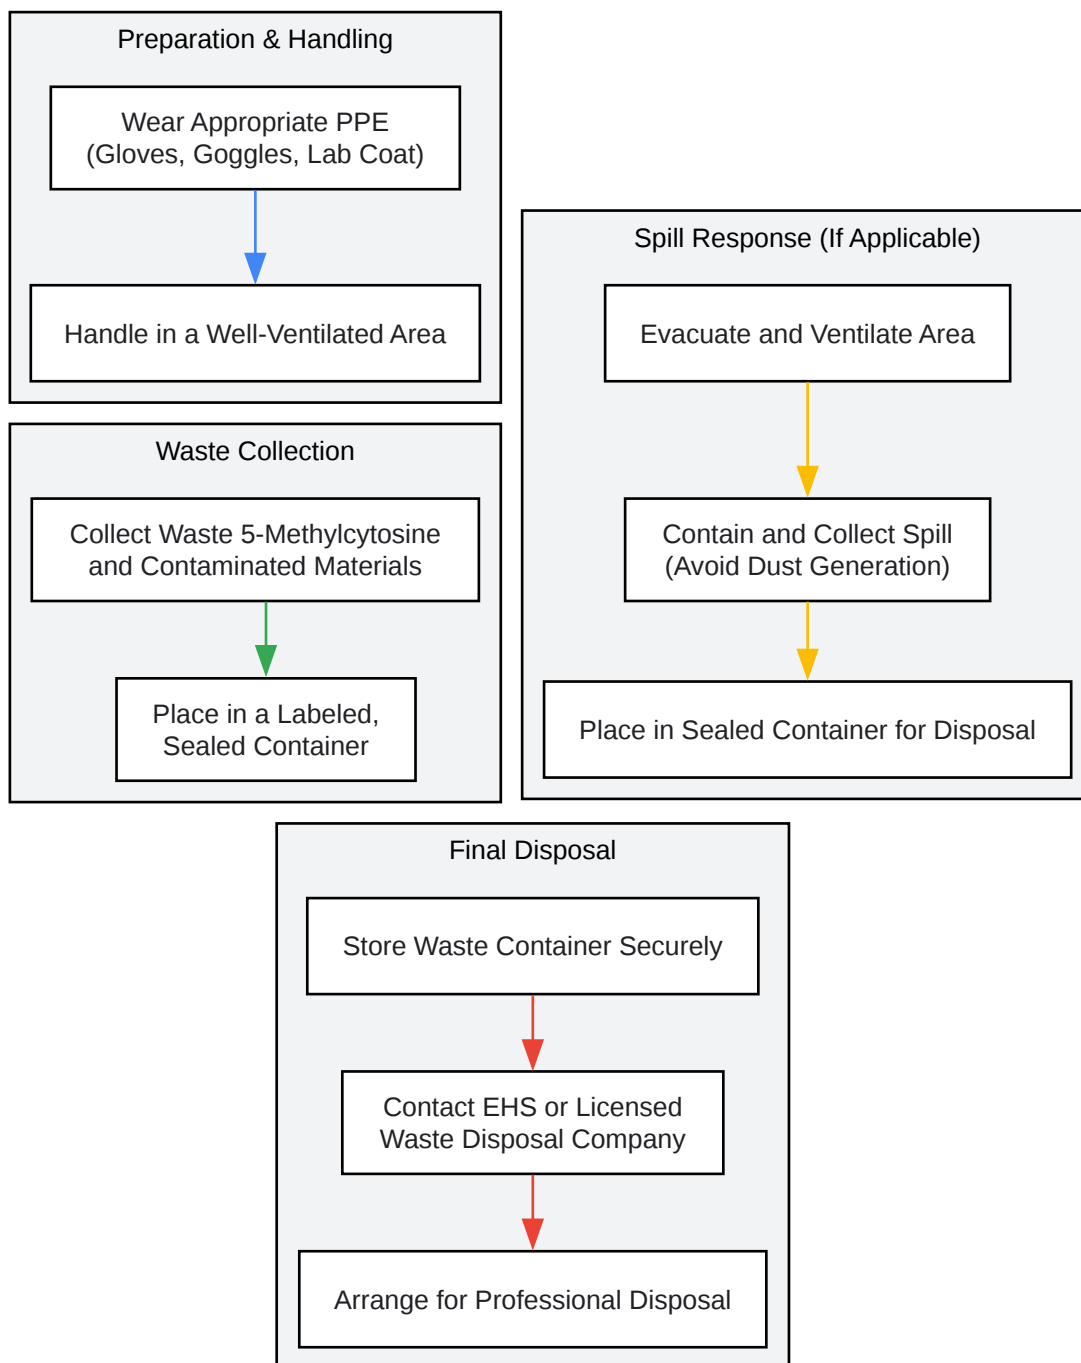 Preparation & Handling
Wear Appropriate PPE
(Gloves, Goggles, Lab Coat)
Handle in a Well-Ventilated Area
Waste Collection
Collect Waste 5-Methylcytosine
and Contaminated Materials
Place in a Labeled,
Sealed Container
Spill Response (If Applicable)
Evacuate and Ventilate Area
Contain and Collect Spill
(Avoid Dust Generation)
Place in Sealed Container for Disposal
Final Disposal
Store Waste Container Securely
Contact EHS or Licensed
Waste Disposal Company
Arrange for Professional Disposal